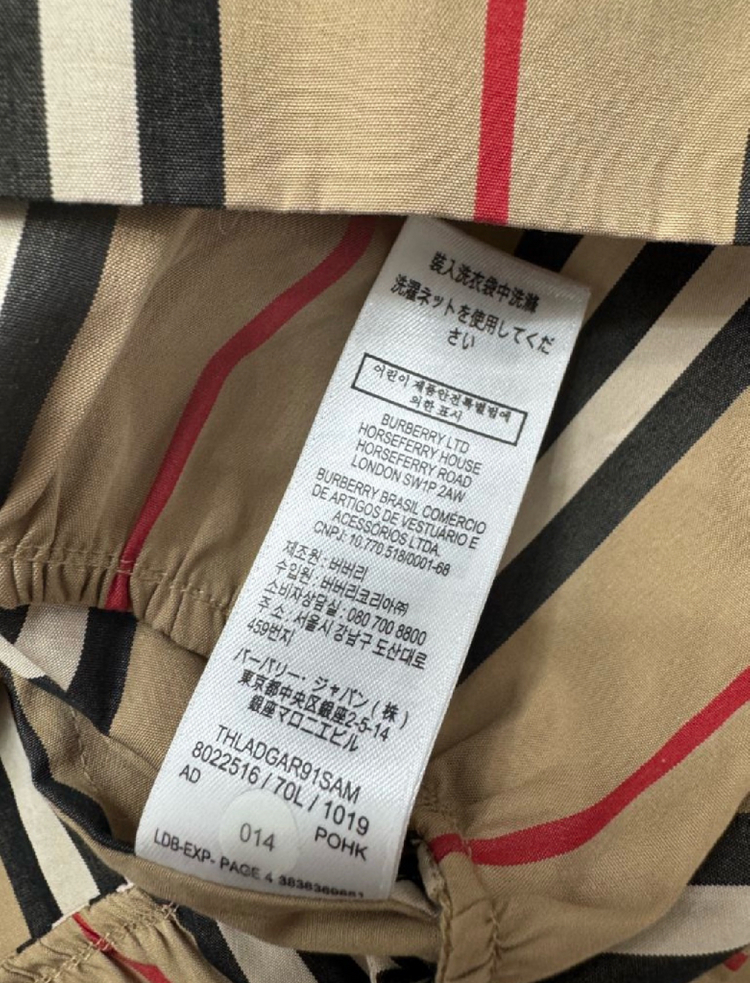 裝入洗衣袋中洗滌
洗濯ネットを使用してくだ
さい
어린이 제품안전특별법에
의한 표시
BURBERRY LTD
HORSEFERRY HOUSE
HORSEFERRY ROAD
LONDON SW1P 2AW
BURBERRY BRASIL COMÉRCIO
DE ARTIGOS DE VESTUÁRIO E
ACESSÓRIOS LTDA.
CNPJ: 10.770.518/0001-68
제조원 : 버버리
수입원 : 버버리코리아㈜
소비자상담실 : 080 700 8800
주 소 : 서울시 강남구 도산대로
459번지
バーバリー・ジャパン ( 株 )
東京都中央区銀座2-5-14
銀座マロニエビル
THLADGAR91SAM
8022516 / 70L / 1019
AD
014
POHK
LDB-EXP- PAGE 4